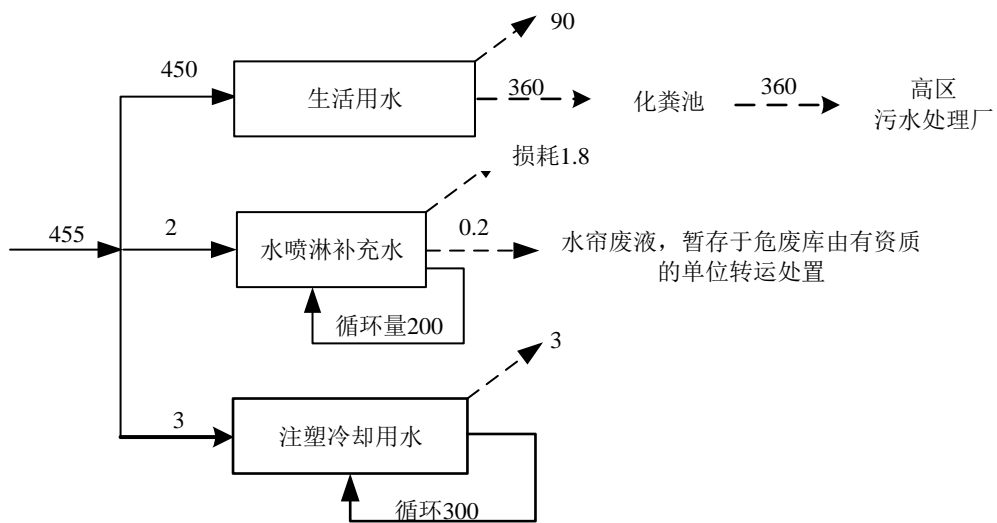 90
450
生活用水
360
化粪池
360
高区
污水处理厂
损耗1.8
455
2
水喷淋补充水
0.2
水帘废液，暂存于危废库由有资质
的单位转运处置
循环量200
3
3
注塑冷却用水
循环300